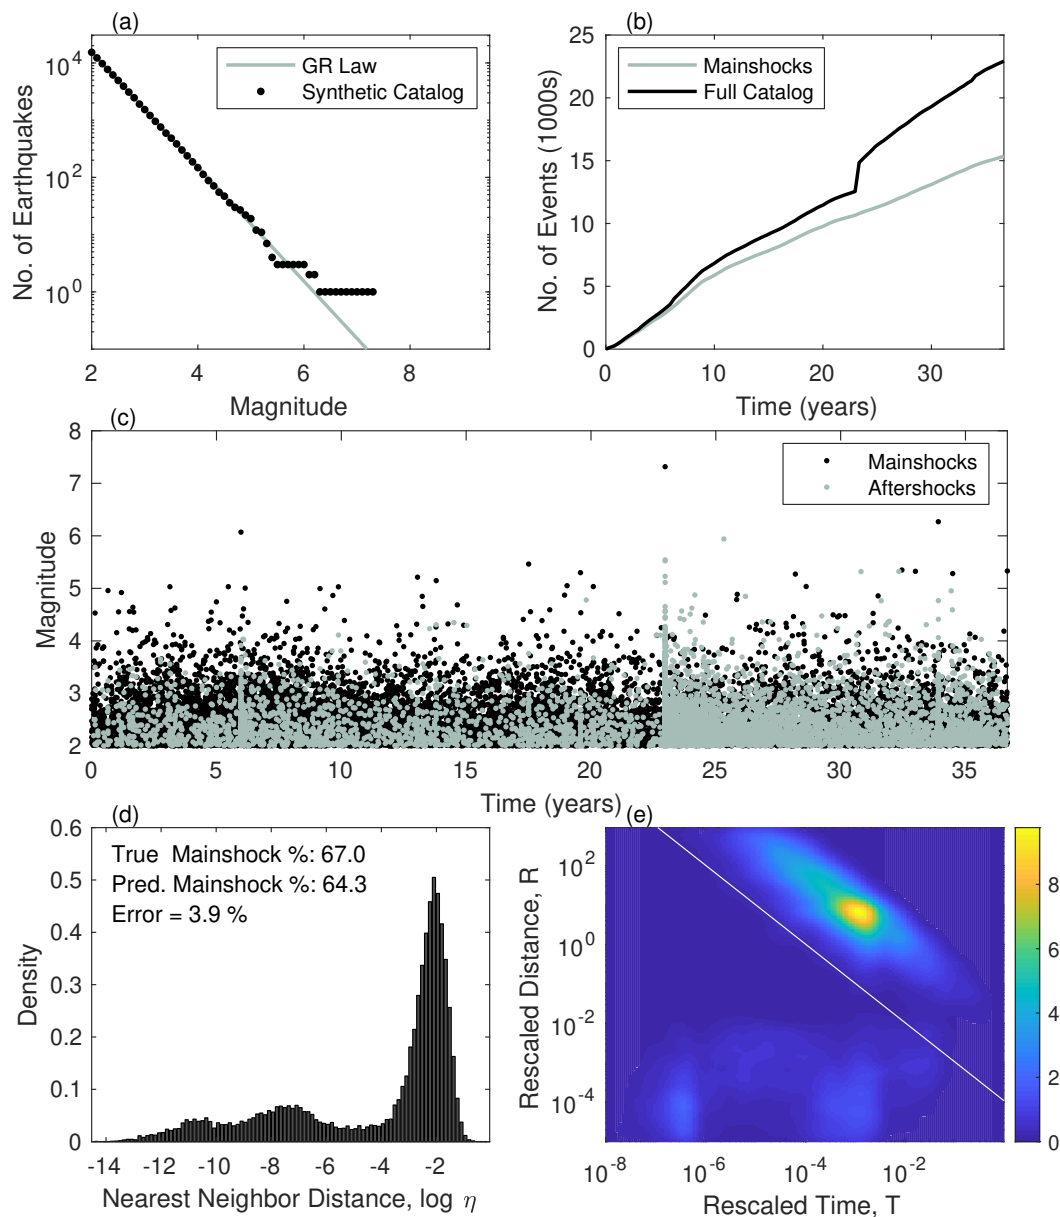 (a)
GR Law
Synthetic Catalog
No. of Earthquakes
10^4
10^2
10^0
2 4 6 8
Magnitude
(b)
Mainshocks
Full Catalog
No. of Events (1000s)
25
20
15
10
5
0
0 10 20 30
Time (years)
(c)
Mainshocks
Aftershocks
Magnitude
8
7
6
5
4
3
2
0 5 10 15 20 25 30 35
Time (years)
(d)
True Mainshock %: 67.0
Pred. Mainshock %: 64.3
Error = 3.9 %
Density
0.6
0.5
0.4
0.3
0.2
0.1
0
-14 -12 -10 -8 -6 -4 -2
Nearest Neighbor Distance, log η
(e)
Rescaled Distance, R
10^2
10^0
10^-2
10^-4
10^-8 10^-6 10^-4 10^-2
Rescaled Time, T
8
6
4
2
0